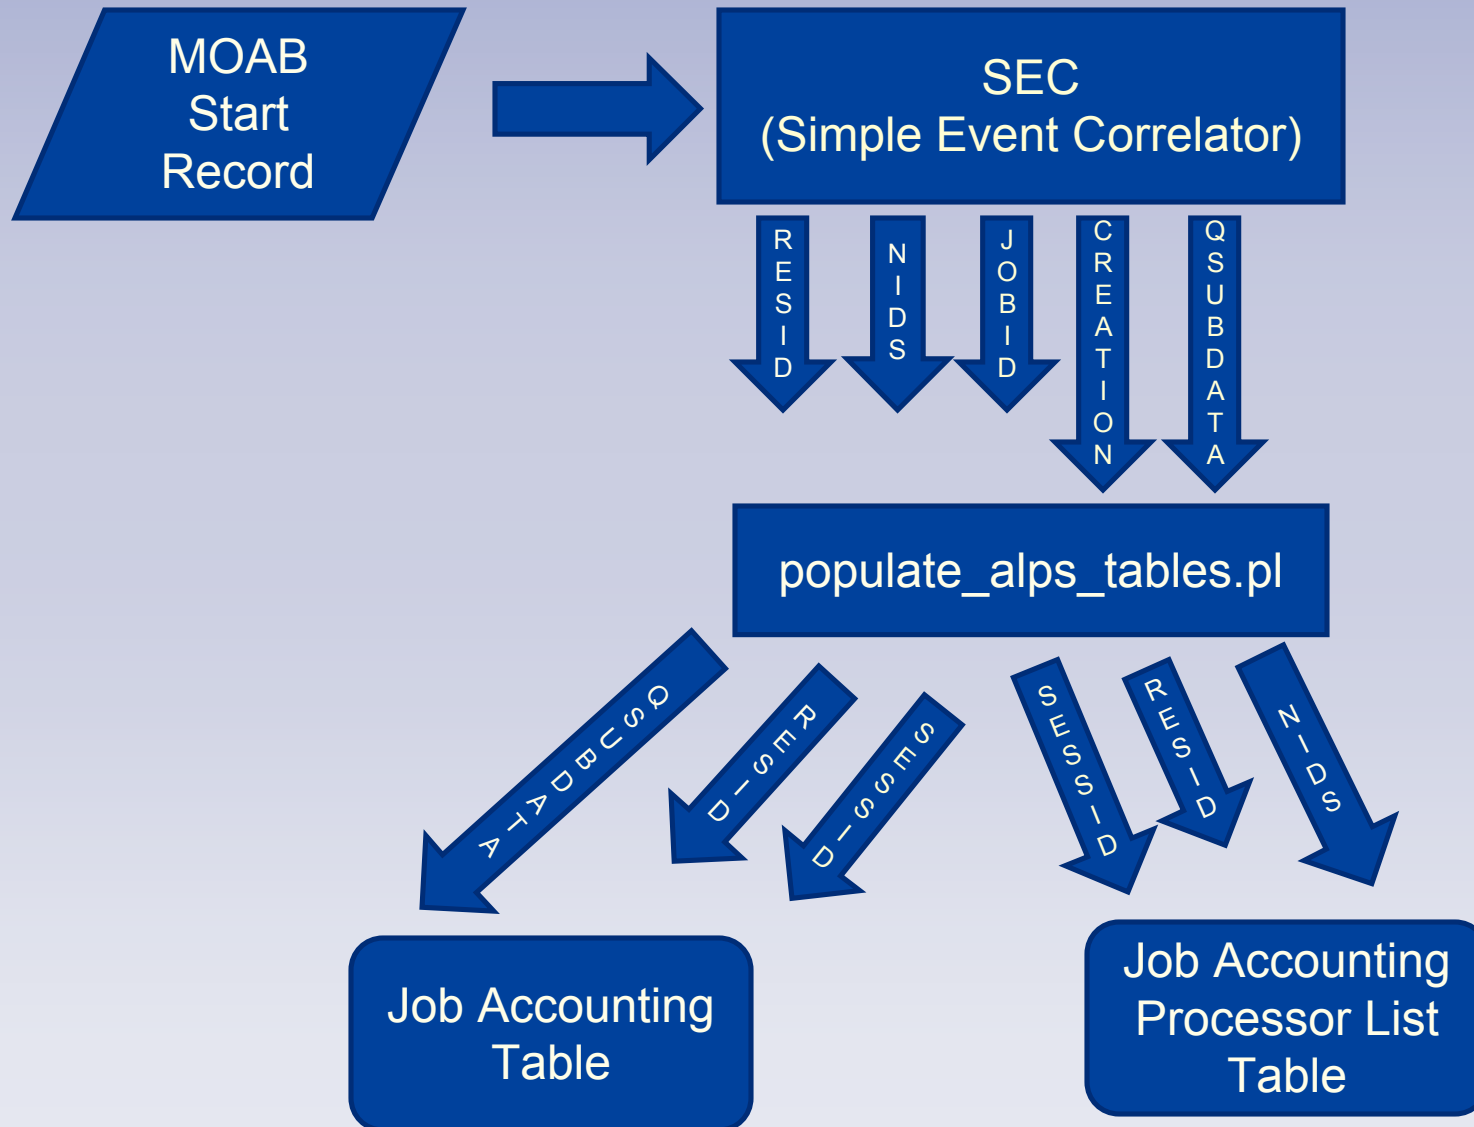 MOAB
Start
Record
SEC
(Simple Event Correlator)
RESID
NIDS
JOBID
CREATION
QSUBDATA
populate_alps_tables.pl
QSUBDATA
RESID
SESSID
SESSID
RESID
NIDS
Job Accounting
Table
Job Accounting
Processor List
Table